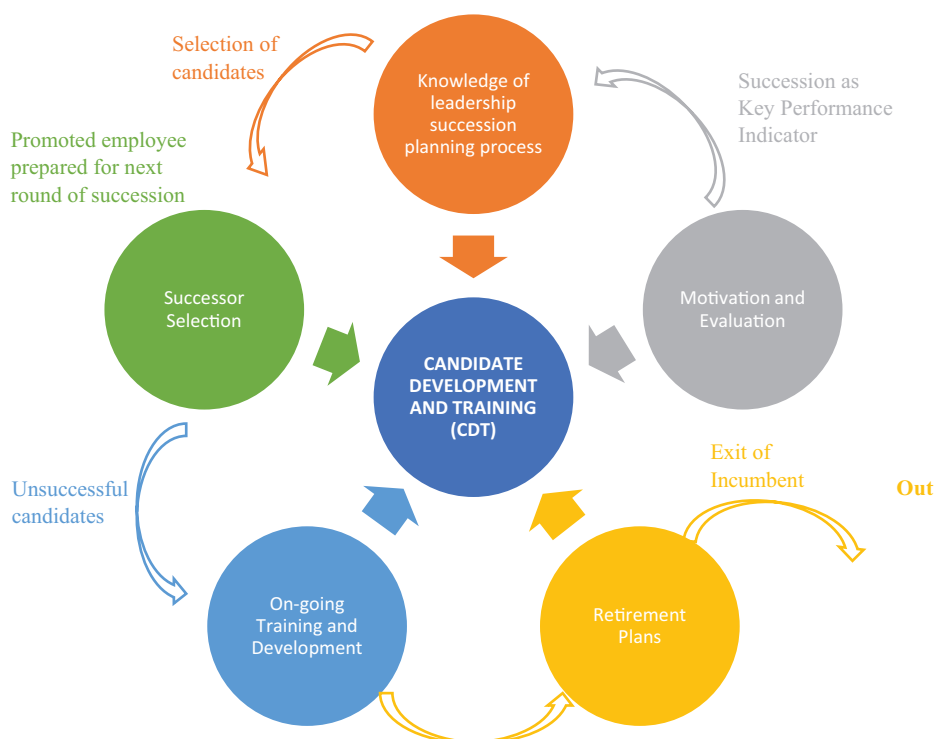 Selection of
candidates
Knowledge of
leadership
succession
planning process
Succession as
Key Performance
Indicator
Promoted employee
prepared for next
round of succession
Successor
Selection
Motivation and
Evaluation
CANDIDATE
DEVELOPMENT
AND TRAINING
(CDT)
Unsuccessful
candidates
Exit of
Incumbent
Out
On-going
Training and
Development
Retirement
Plans